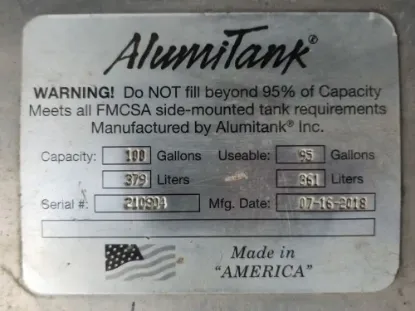 AlumiTank®
WARNING! Do NOT fill beyond 95% of Capacity
Meets all FMCSA side-mounted tank requirements
Manufactured by Alumitank® Inc.
Capacity: 100 Gallons Useable: 95 Gallons
379 Liters 361 Liters
Serial #: 210904 Mfg. Date: 07-16-2018
Made in
"AMERICA"